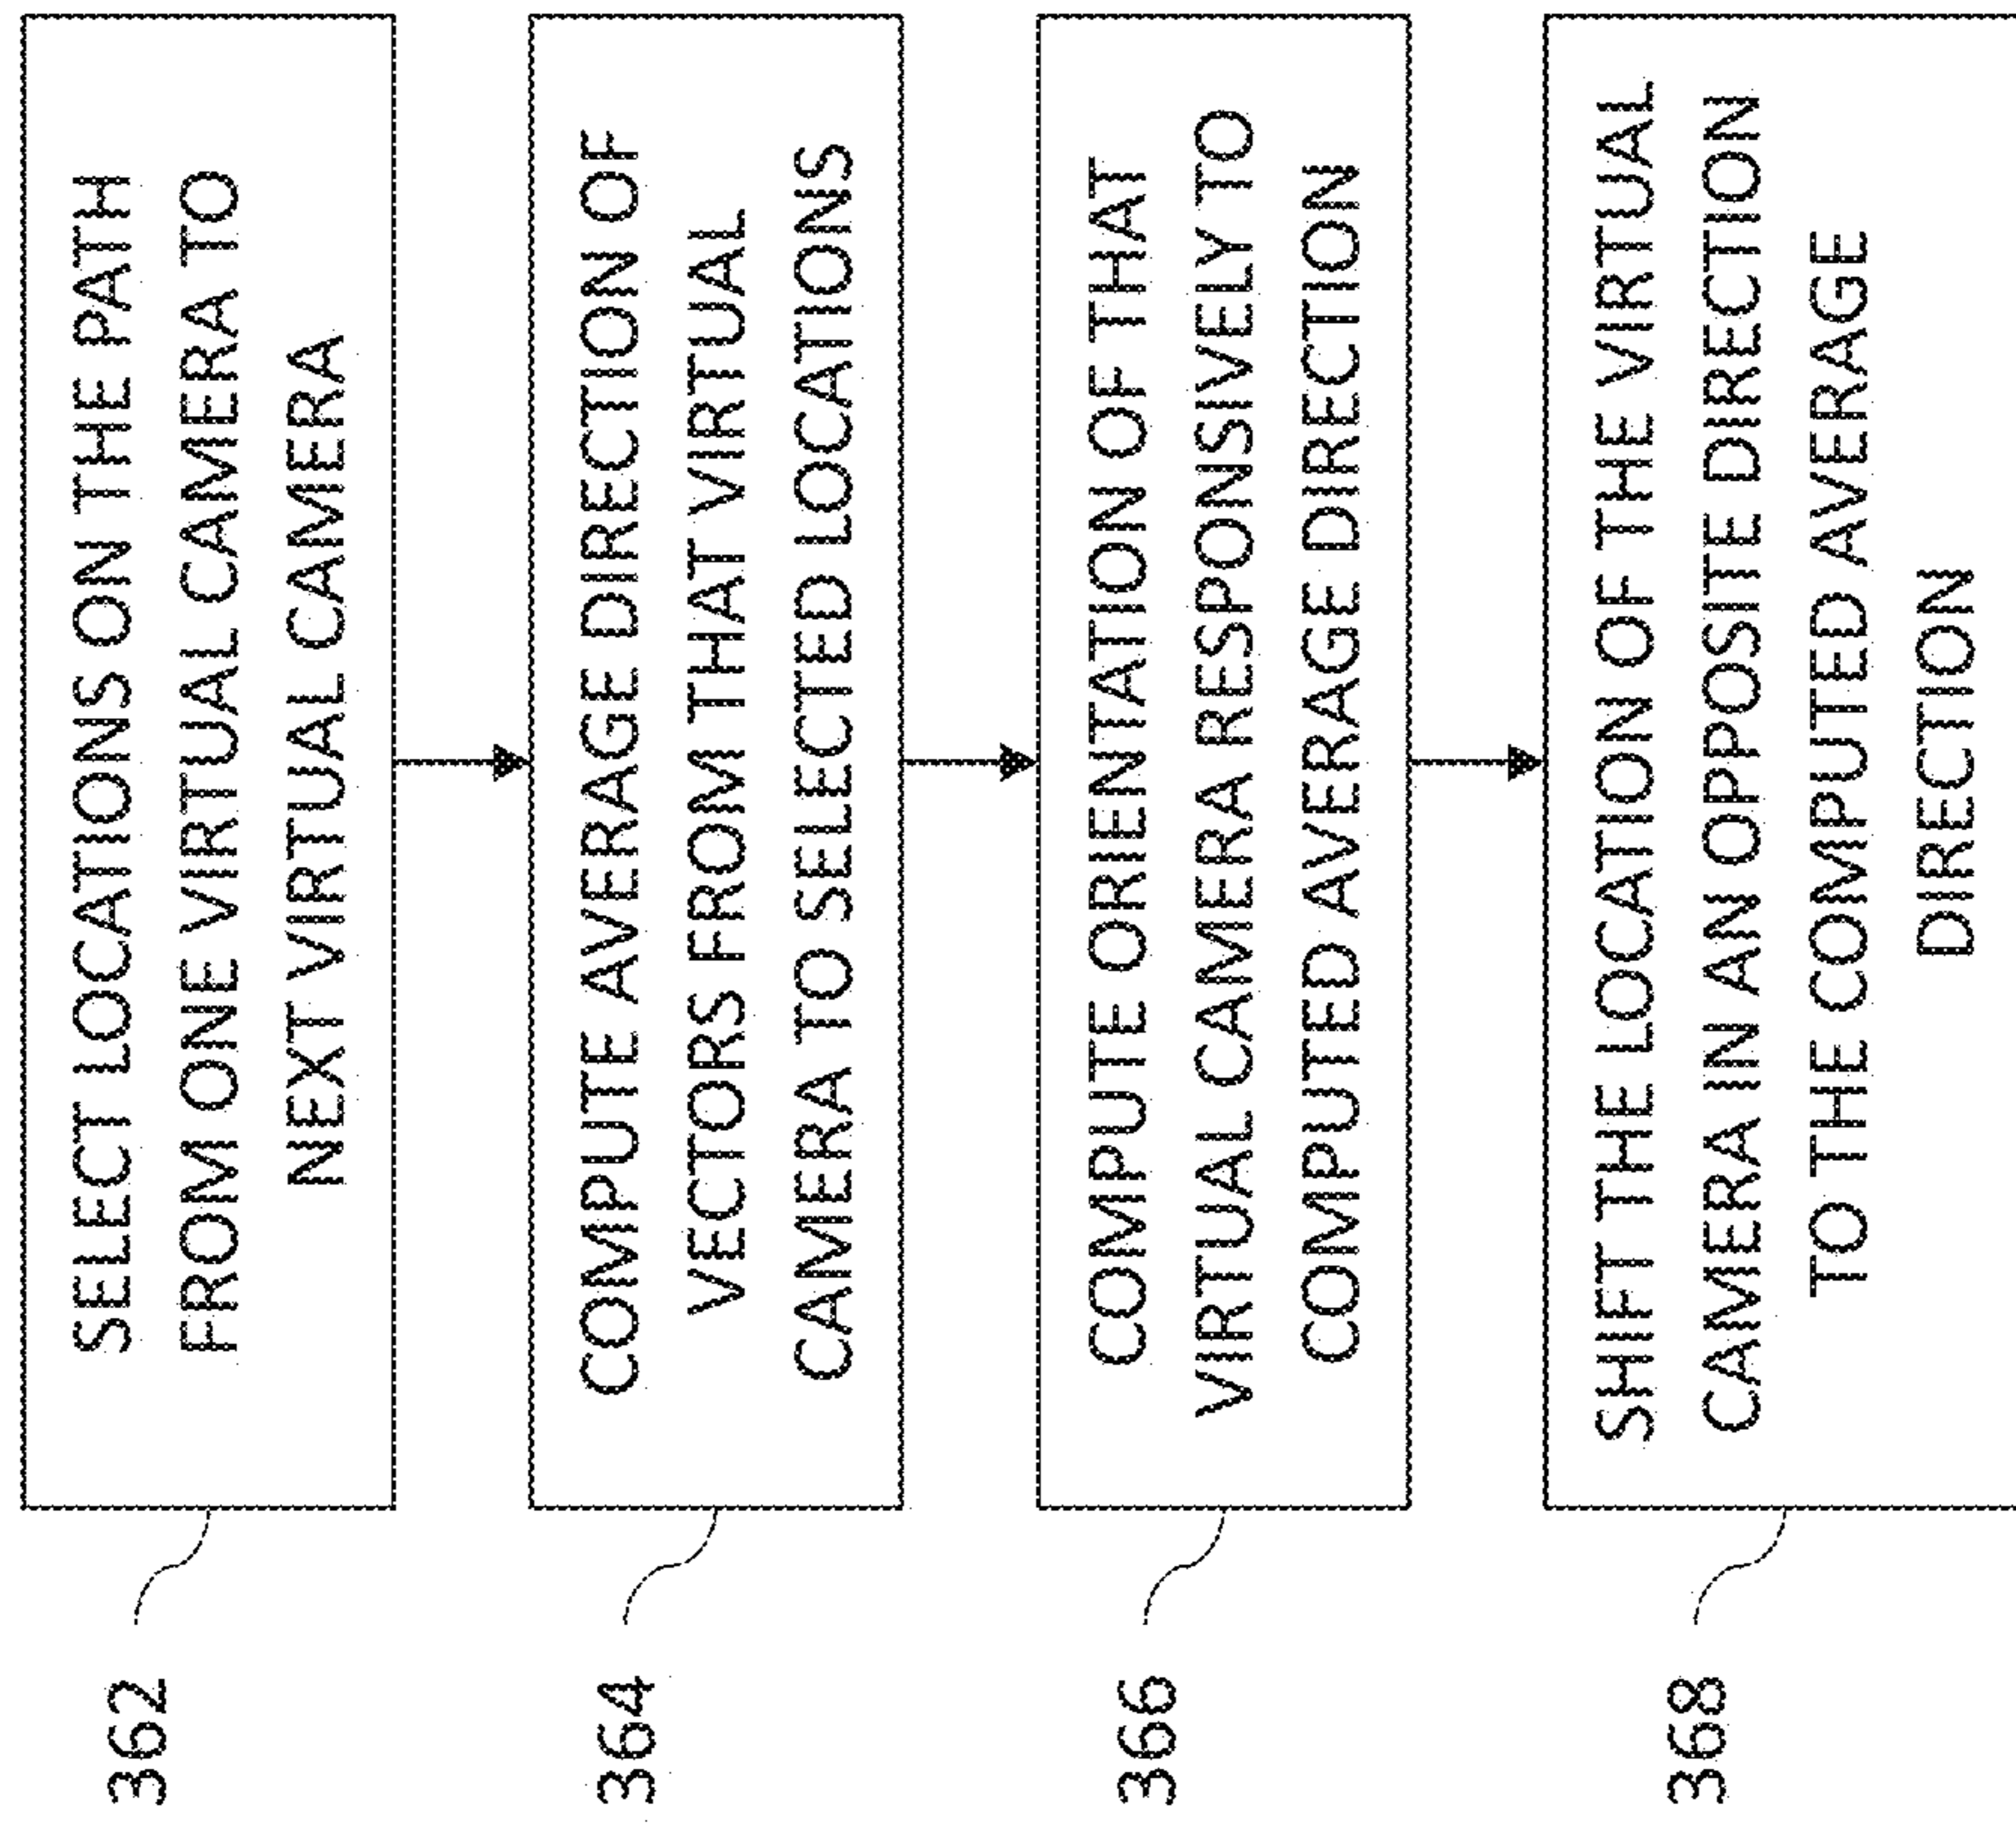 362
SELECT LOCATIONS ON THE PATH
FROM ONE VIRTUAL CAMERA TO
NEXT VIRTUAL CAMERA
364
COMPUTE AVERAGE DIRECTION OF
VECTORS FROM THAT VIRTUAL
CAMERA TO SELECTED LOCATIONS
366
COMPUTE ORIENTATION OF THAT
VIRTUAL CAMERA RESPONSIVELY TO
COMPUTED AVERAGE DIRECTION
368
SHIFT THE LOCATION OF THE VIRTUAL
CAMERA IN AN OPPOSITE DIRECTION
TO THE COMPUTED AVERAGE
DIRECTION